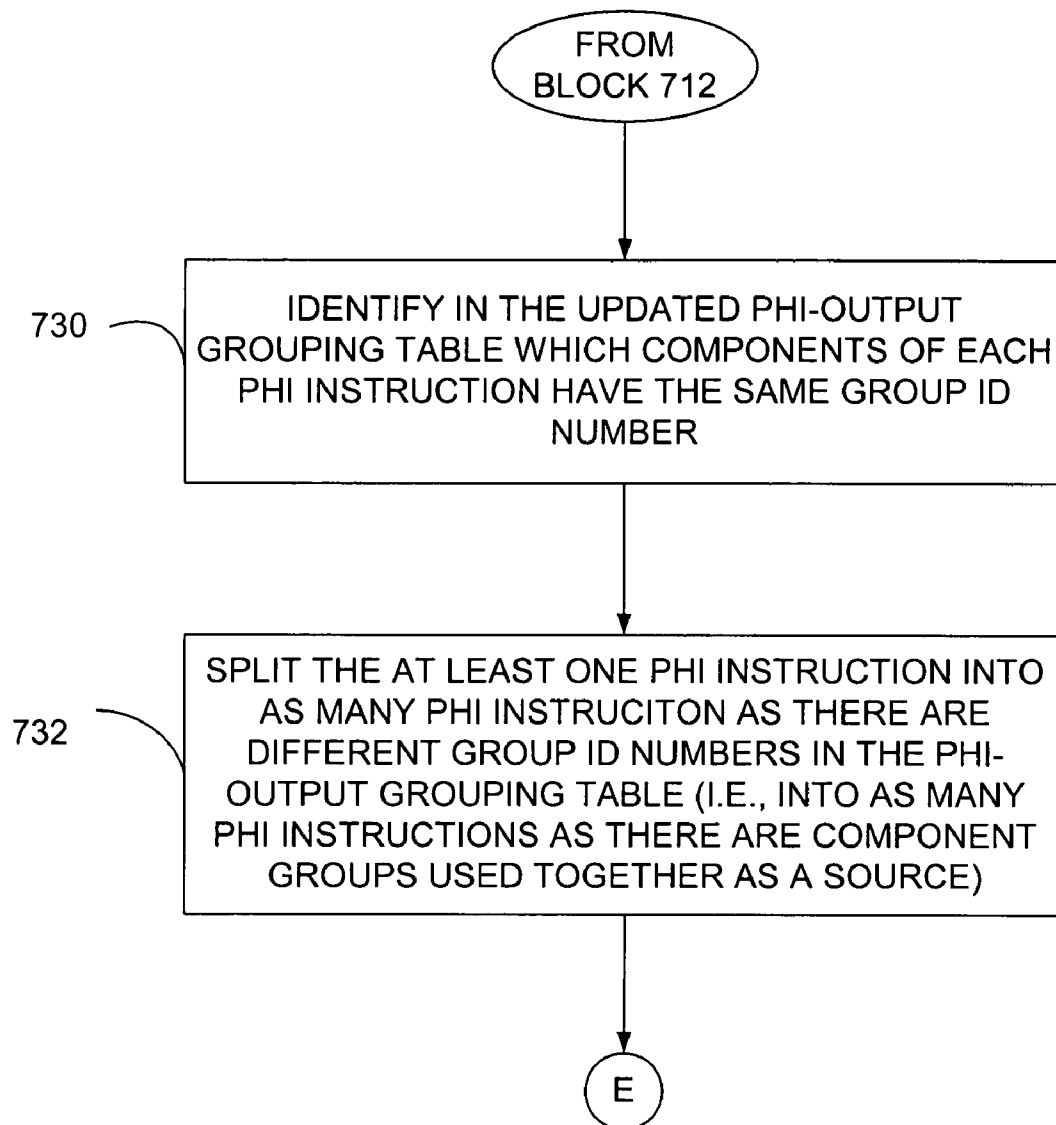 FROM
BLOCK 712
730
IDENTIFY IN THE UPDATED PHI-OUTPUT
GROUPING TABLE WHICH COMPONENTS OF EACH
PHI INSTRUCTION HAVE THE SAME GROUP ID
NUMBER
732
SPLIT THE AT LEAST ONE PHI INSTRUCTION INTO
AS MANY PHI INSTRUCITON AS THERE ARE
DIFFERENT GROUP ID NUMBERS IN THE PHI-
OUTPUT GROUPING TABLE (I.E., INTO AS MANY
PHI INSTRUCTIONS AS THERE ARE COMPONENT
GROUPS USED TOGETHER AS A SOURCE)
E